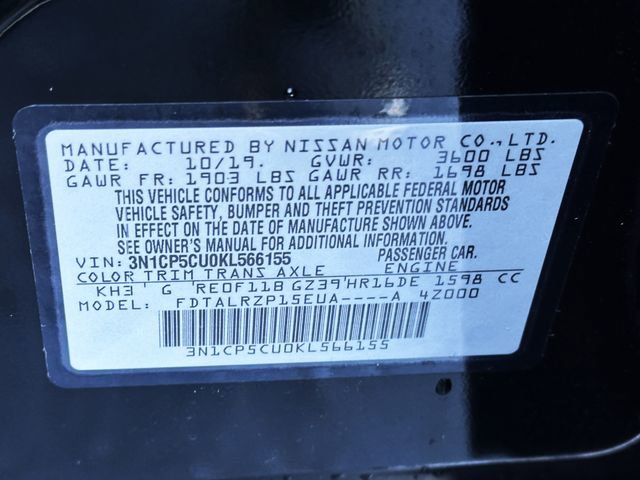 MANUFACTURED BY NISSAN MOTOR CO., LTD.
DATE: 10/19. GVWR: 3600 LBS
GAWR FR: 1903 LBS GAWR RR: 1698 LBS
THIS VEHICLE CONFORMS TO ALL APPLICABLE FEDERAL MOTOR
VEHICLE SAFETY, BUMPER AND THEFT PREVENTION STANDARDS
IN EFFECT ON THE DATE OF MANUFACTURE SHOWN ABOVE.
SEE OWNER'S MANUAL FOR ADDITIONAL INFORMATION.
VIN: 3N1CP5CU0KL566155 PASSENGER CAR.
COLOR TRIM TRANS AXLE ENGINE
KH3' G 'RE0F11B GZ39'HR16DE 1598 CC
MODEL: FDTALRZP15EUA----A 4Z000
3N1CP5CU0KL566155